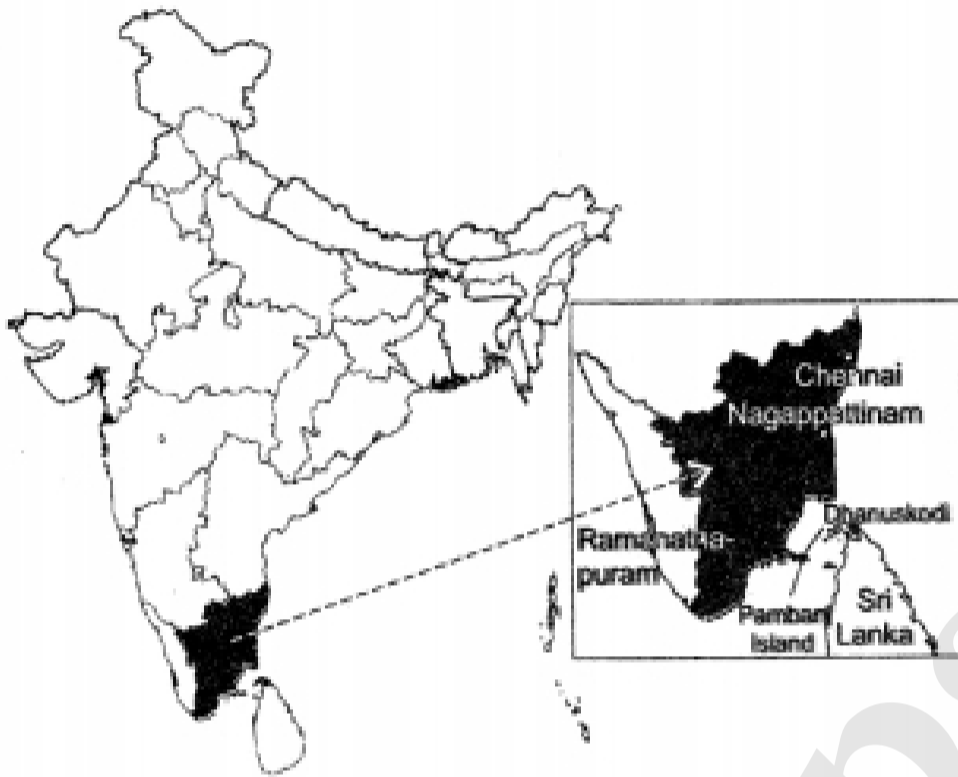 Chennai
Nagappattinam
Dhanuskodi
Ramanatha-
puram
Pamban
Island
Sri
Lanka